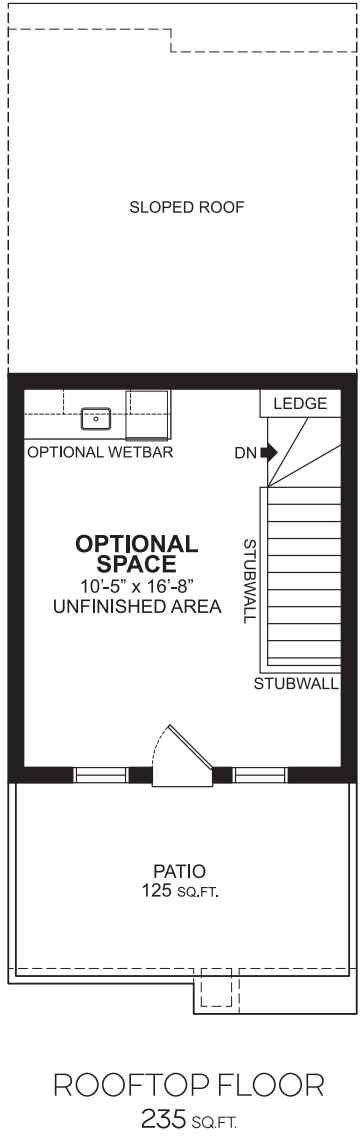 SLOPED ROOF
LEDGE
DN
OPTIONAL WETBAR
OPTIONAL
SPACE
10'-5” x 16'-8”
UNFINISHED AREA
STUBWALL
STUBWALL
PATIO
125 SQ.FT.
ROOFTOP FLOOR
235 SQ.FT.